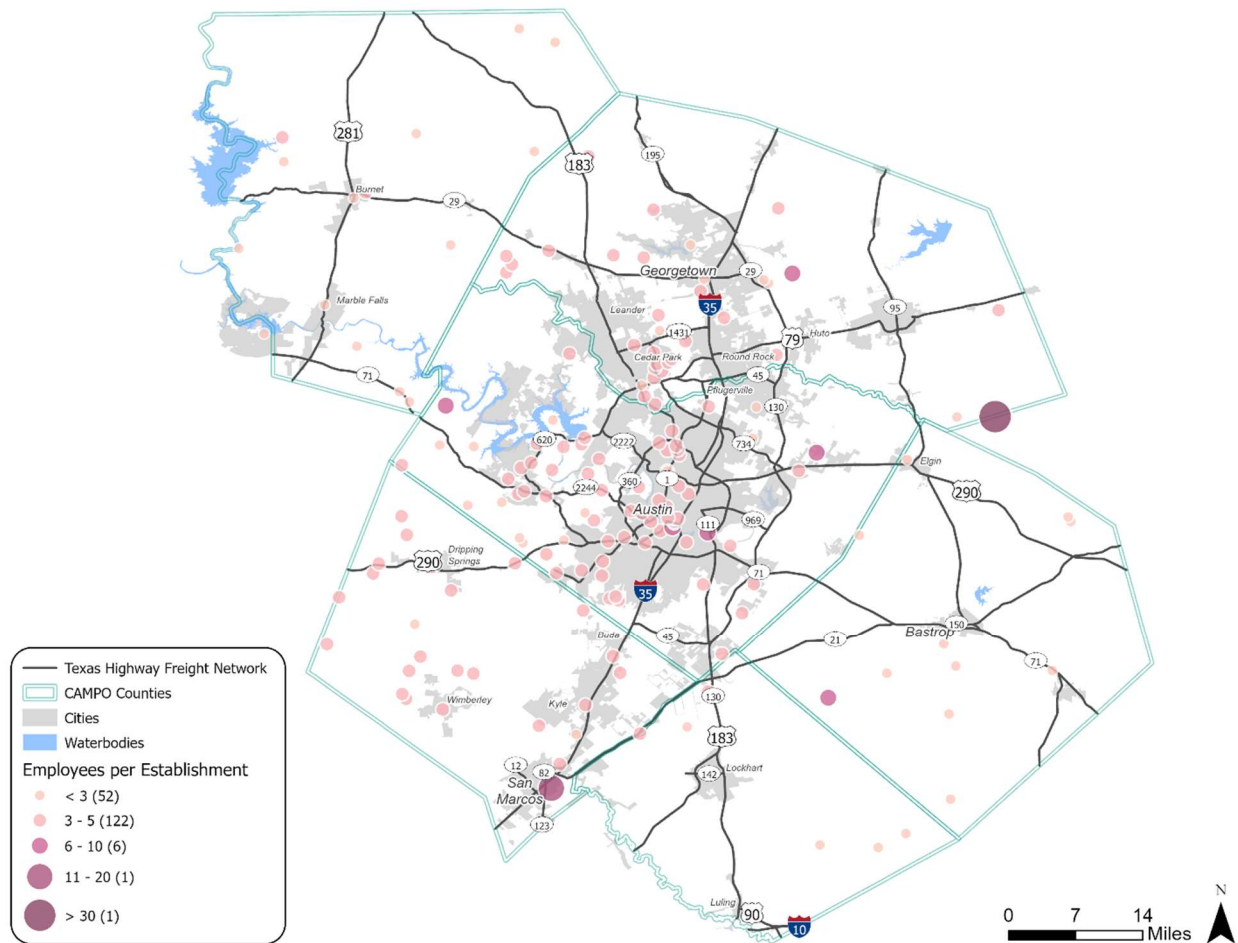 281
183
195
Burnet
29
Georgetown
29
35
Marble Falls
Leander
95
1431
79
Huto
Cedar Park
Round Rock
71
45
Pflugerville
130
620
2222
734
Elgin
2244
360
1
290
Austin
111
969
290
Dripping
Springs
35
71
150
Bastrop
Buda
45
21
71
Wimberley
Kyle
130
183
12
82
142
Lockhart
San
Marcos
123
Luling
90
10
Texas Highway Freight Network
CAMPO Counties
Cities
Waterbodies
Employees per Establishment
< 3 (52)
3 - 5 (122)
6 - 10 (6)
11 - 20 (1)
> 30 (1)
N
0 7 14
Miles